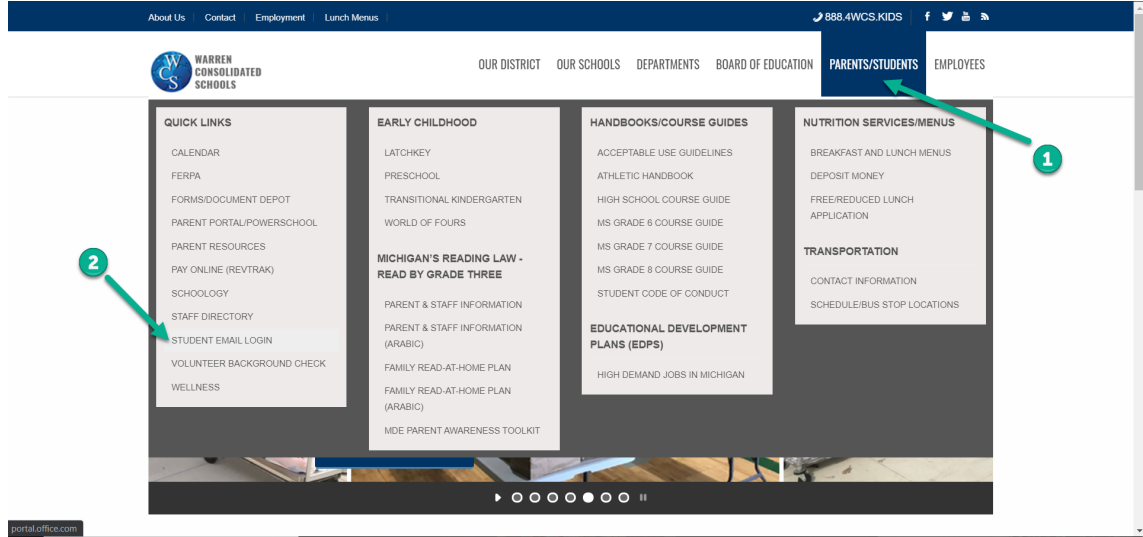 About Us
Contact
Employment
Lunch Menus
888.4WCS.KIDS
WCS
WARREN
CONSOLIDATED
SCHOOLS
OUR DISTRICT
OUR SCHOOLS
DEPARTMENTS
BOARD OF EDUCATION
PARENTS/STUDENTS
EMPLOYEES
1
QUICK LINKS
CALENDAR
FERPA
FORMS/DOCUMENT DEPOT
PARENT PORTAL/POWERSCHOOL
PARENT RESOURCES
PAY ONLINE (REVTRAK)
SCHOOLOGY
STAFF DIRECTORY
STUDENT EMAIL LOGIN
VOLUNTEER BACKGROUND CHECK
WELLNESS
2
EARLY CHILDHOOD
LATCHKEY
PRESCHOOL
TRANSITIONAL KINDERGARTEN
WORLD OF FOURS
MICHIGAN'S READING LAW -
READ BY GRADE THREE
PARENT & STAFF INFORMATION
PARENT & STAFF INFORMATION
(ARABIC)
FAMILY READ-AT-HOME PLAN
FAMILY READ-AT-HOME PLAN
(ARABIC)
MDE PARENT AWARENESS TOOLKIT
HANDBOOKS/COURSE GUIDES
ACCEPTABLE USE GUIDELINES
ATHLETIC HANDBOOK
HIGH SCHOOL COURSE GUIDE
MS GRADE 6 COURSE GUIDE
MS GRADE 7 COURSE GUIDE
MS GRADE 8 COURSE GUIDE
STUDENT CODE OF CONDUCT
EDUCATIONAL DEVELOPMENT
PLANS (EDPS)
HIGH DEMAND JOBS IN MICHIGAN
NUTRITION SERVICES/MENUS
BREAKFAST AND LUNCH MENUS
DEPOSIT MONEY
FREE/REDUCED LUNCH
APPLICATION
TRANSPORTATION
CONTACT INFORMATION
SCHEDULE/BUS STOP LOCATIONS
portal.office.com